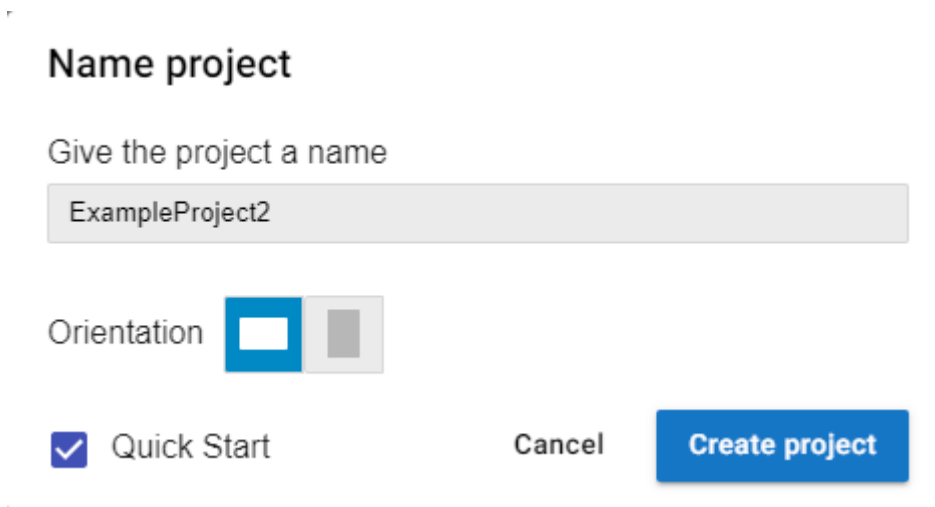 Name project
Give the project a name
ExampleProject2
Orientation
Quick Start Cancel Create project